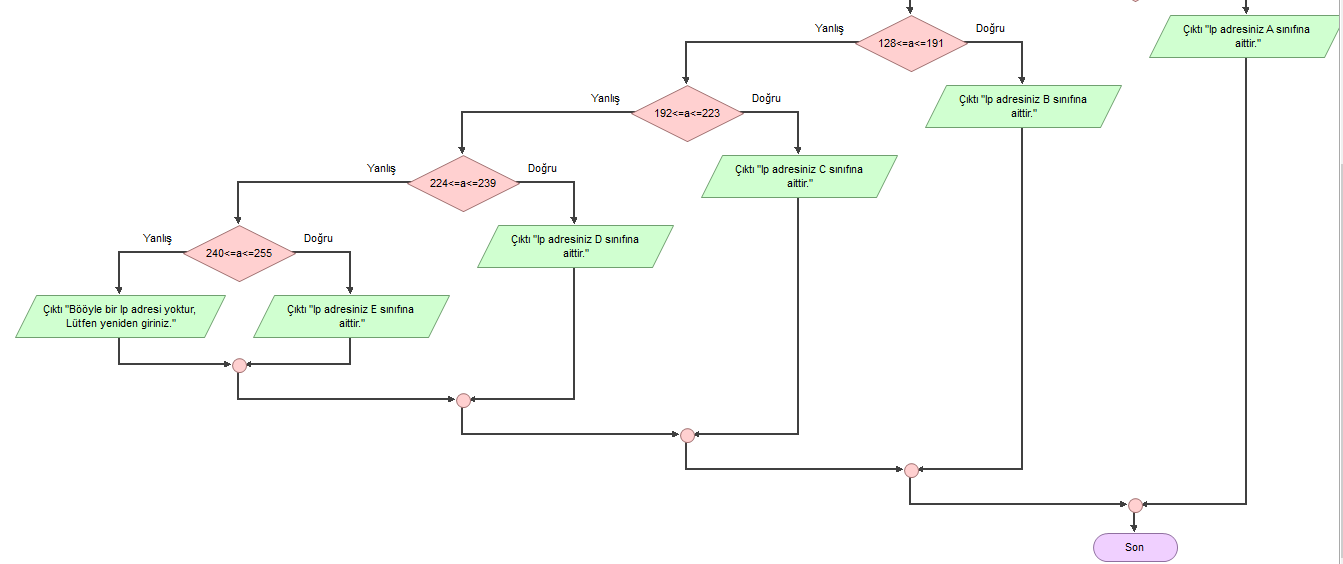 Yanlış
128<=a<=191
Doğru
Çıktı "Ip adresiniz A sınıfına
aittir."
Yanlış
192<=a<=223
Doğru
Çıktı "Ip adresiniz B sınıfına
aittir."
Yanlış
224<=a<=239
Doğru
Çıktı "Ip adresiniz C sınıfına
aittir."
Yanlış
240<=a<=255
Doğru
Çıktı "Ip adresiniz D sınıfına
aittir."
Çıktı "Bööyle bir Ip adresi yoktur,
Lütfen yeniden giriniz."
Çıktı "Ip adresiniz E sınıfına
aittir."
Son